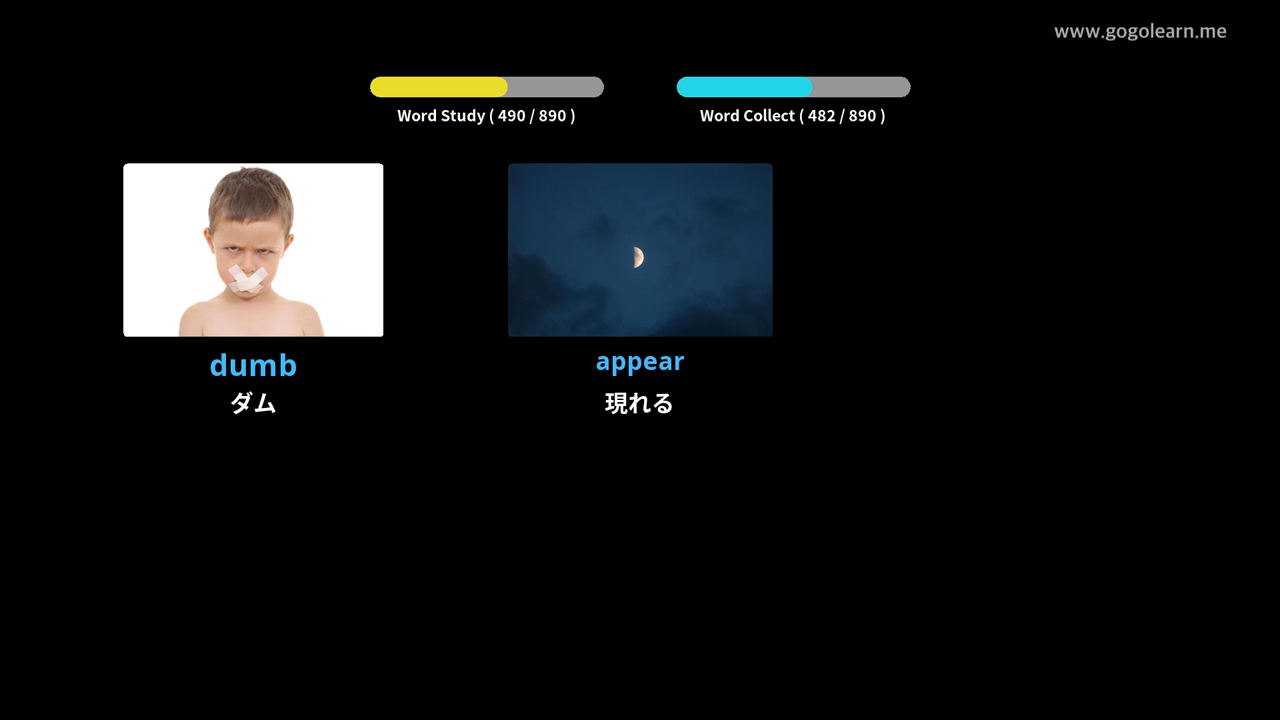 www.gogolearn.me
Word Study ( 490 / 890 )
Word Collect ( 482 / 890 )
dumb
ダム
appear
現れる